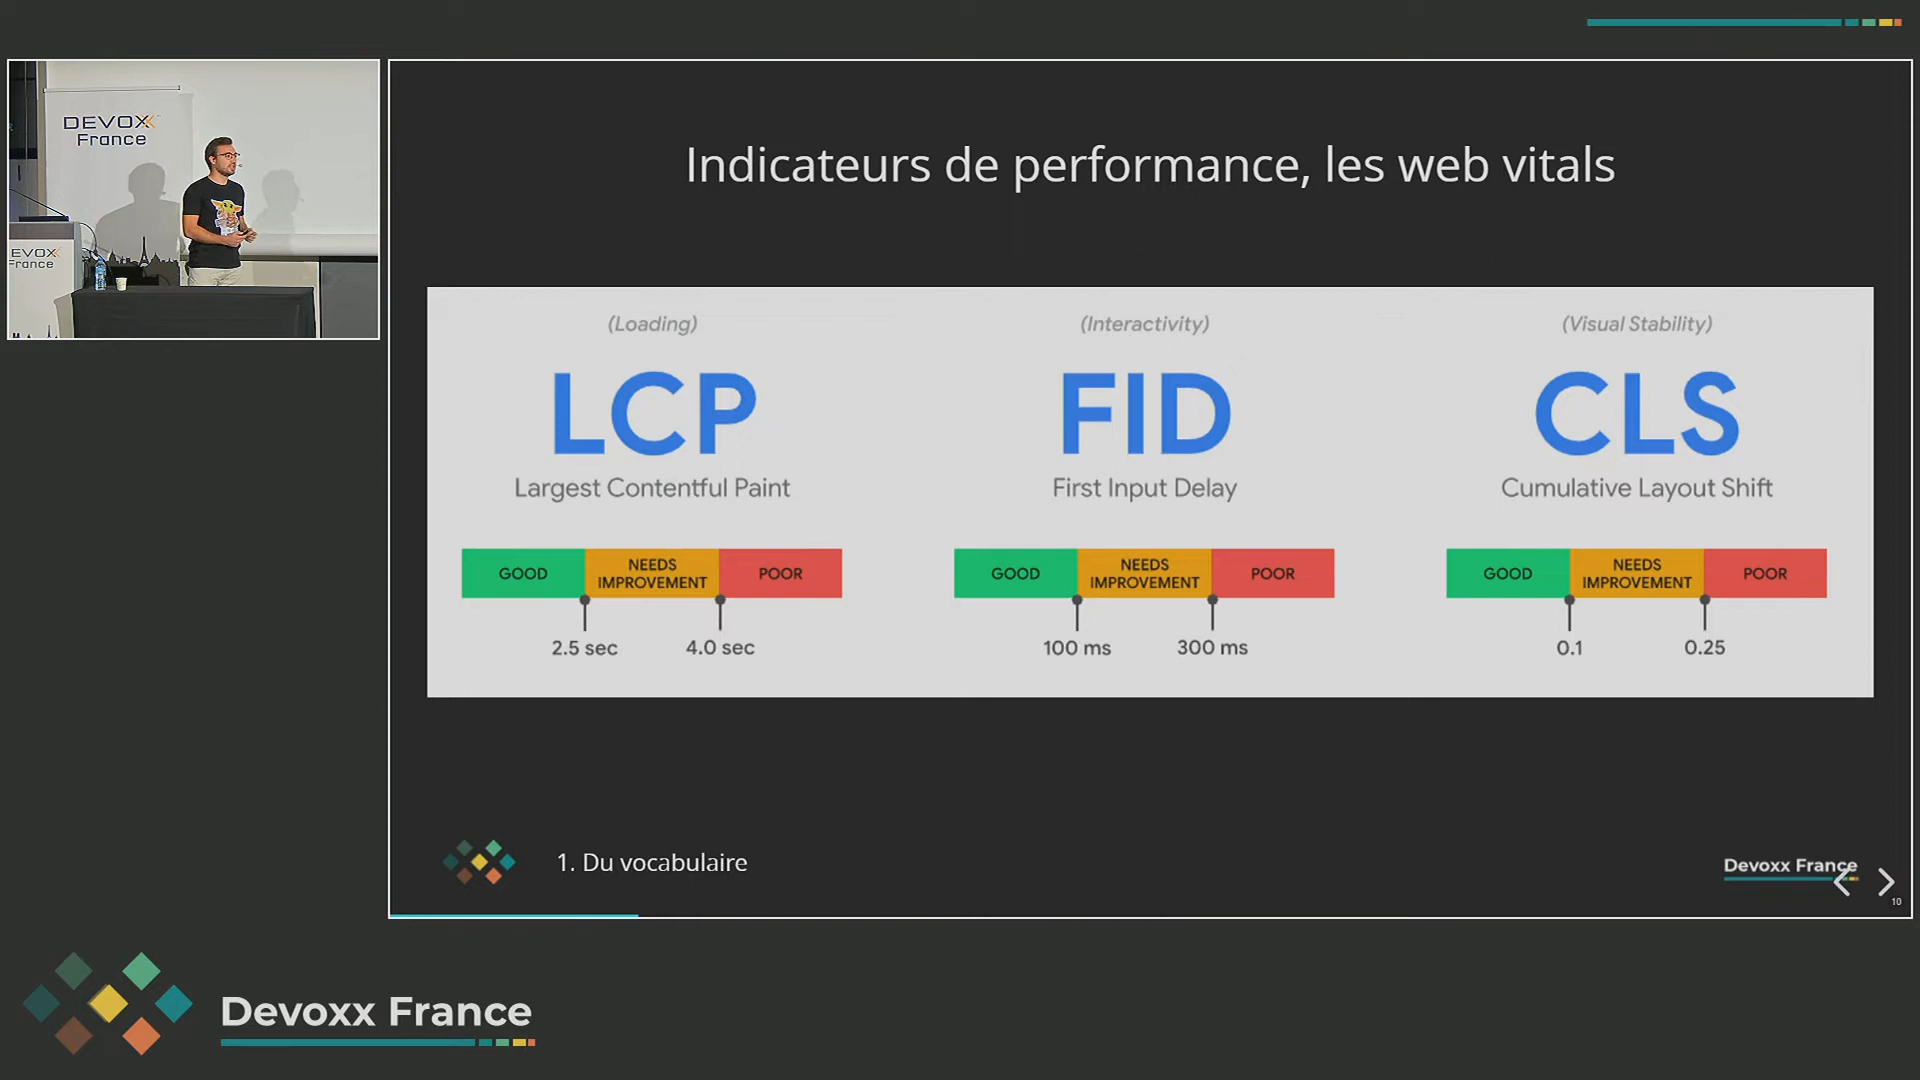 DEVOXX
France
EVOXX
France
Indicateurs de performance, les web vitals
(Loading)
LCP
Largest Contentful Paint
GOOD
NEEDS
IMPROVEMENT
POOR
2.5 sec
4.0 sec
(Interactivity)
FID
First Input Delay
GOOD
NEEDS
IMPROVEMENT
POOR
100 ms
300 ms
(Visual Stability)
CLS
Cumulative Layout Shift
GOOD
NEEDS
IMPROVEMENT
POOR
0.1
0.25
1. Du vocabulaire
Devoxx France
10
Devoxx France